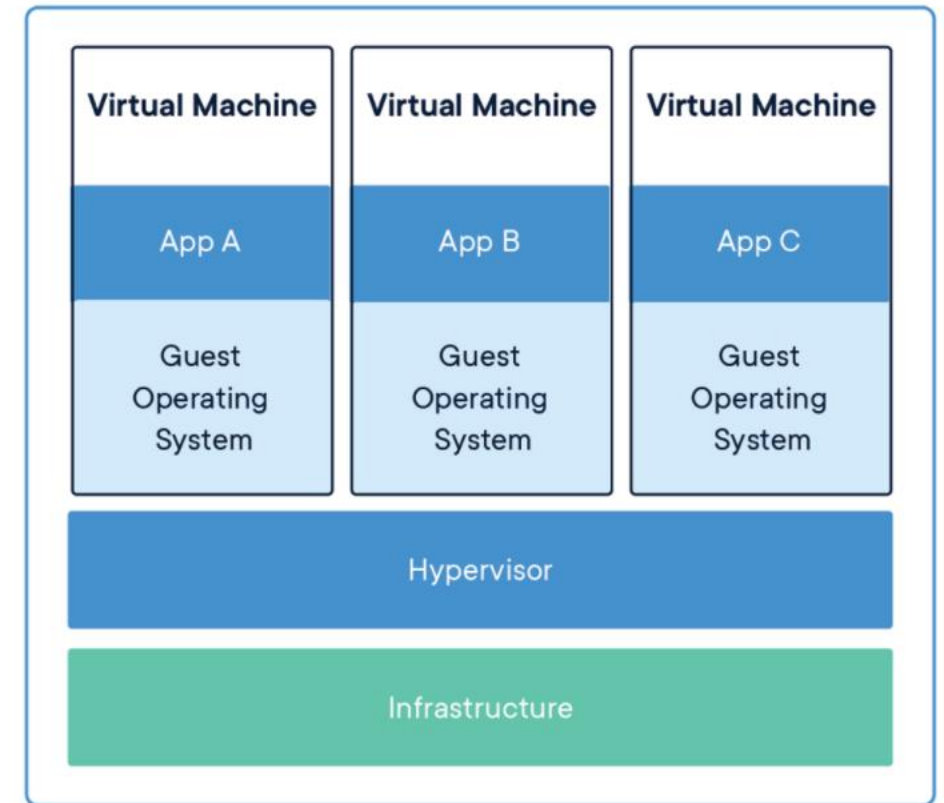 Virtual Machine
Virtual Machine
Virtual Machine
App A
App B
App C
Guest
Operating
System
Guest
Operating
System
Guest
Operating
System
Hypervisor
Infrastructure